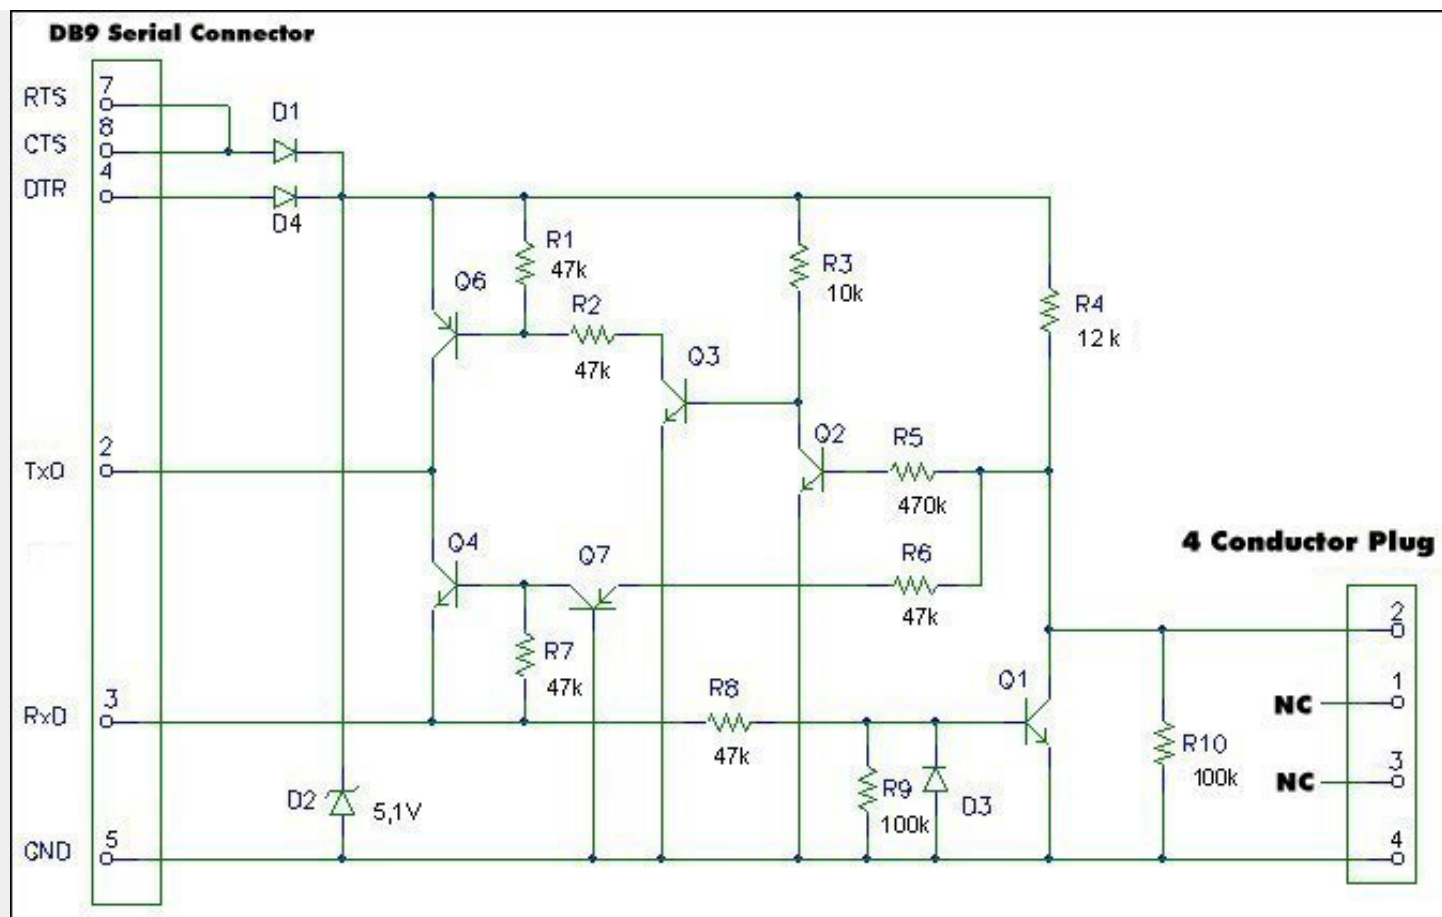 DB9 Serial Connector
RTS 7
D1
CTS 8
DTR 4
D4
R1
47k
R3
10k
Q6
R2
47k
R4
12 k
Q3
TxD 2
Q2
R5
470k
4 Conductor Plug
Q4
Q7
R6
47k
2
R7
47k
RxD 3
R8
47k
Q1
NC 1
R10
100k
NC 3
D2 5,1V
R9
100k
D3
GND 5
4